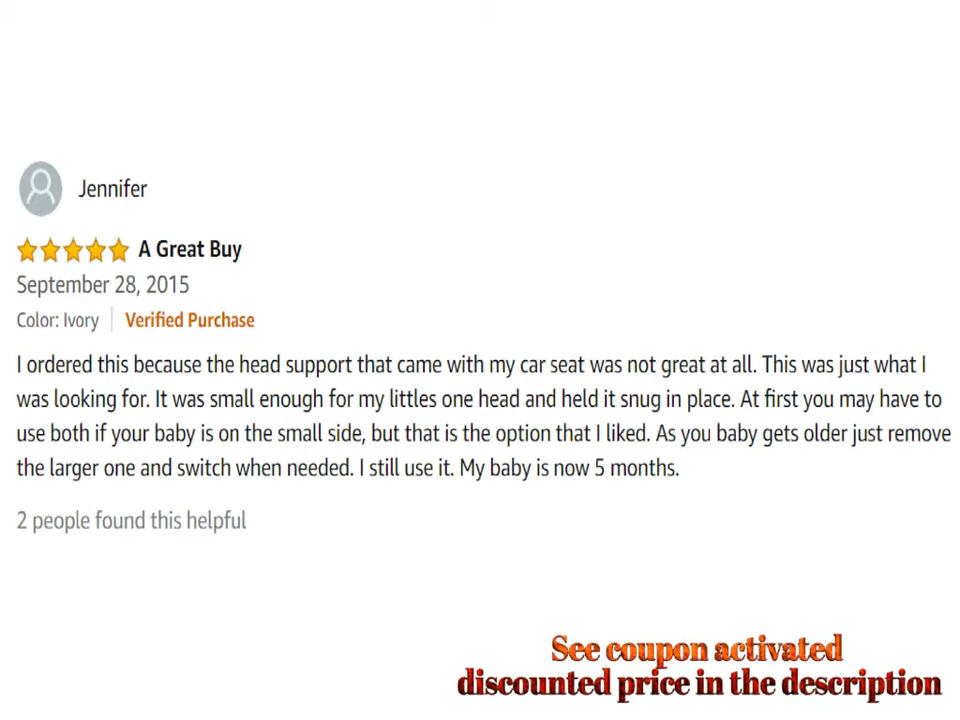 Jennifer
A Great Buy
September 28, 2015
Color: Ivory
Verified Purchase
I ordered this because the head support that came with my car seat was not great at all. This was just what I
was looking for. It was small enough for my littles one head and held it snug in place. At first you may have to
use both if your baby is on the small side, but that is the option that I liked. As you baby gets older just remove
the larger one and switch when needed. I still use it. My baby is now 5 months.
2 people found this helpful
See coupon activated
discounted price in the description